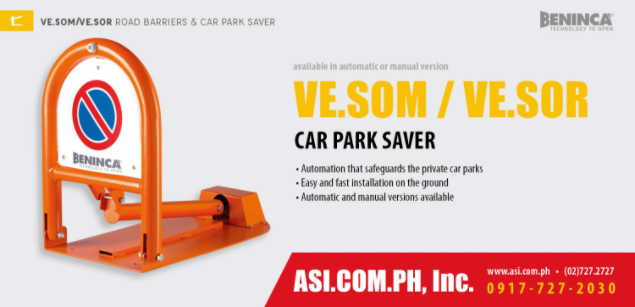 VE.SOM/VE.SOR ROAD BARRIERS & CAR PARK SAVER
BENINCA®
TECHNOLOGY TO OPEN
available in automatic or manual version
VE.SOM / VE.SOR
CAR PARK SAVER
• Automation that safeguards the private car parks
• Easy and fast installation on the ground
• Automatic and manual versions available
BENINCA®
TECHNOLOGY TO OPEN
ASI.COM.PH, Inc.
www.asi.com.ph • (02)727.2727
0917-727-2030